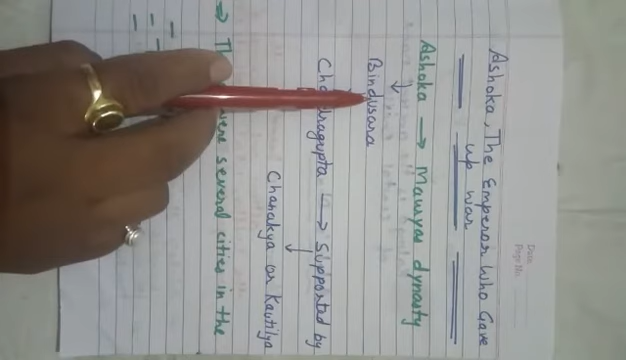 Date
Page No.
Ashoka, The Emperor Who Gave
up war
Ashoka → Mauryas dynasty
↓
Bindusara
Chandragupta → Supported by
↓
Chanakya or Kautilya
⇒ were several cities in the